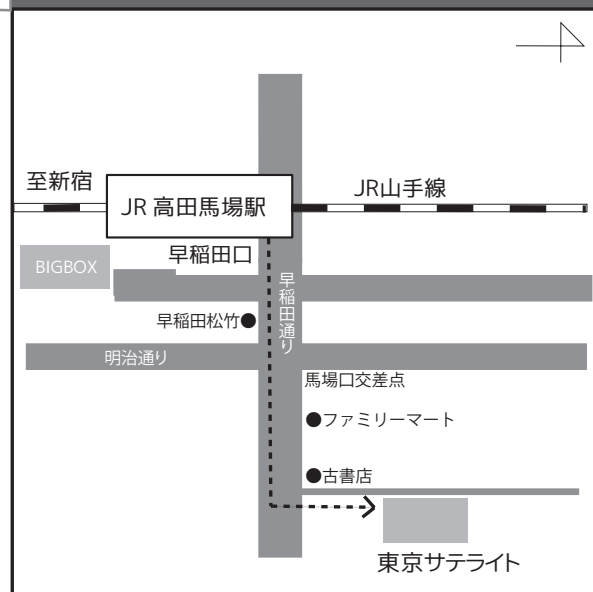 至新宿
JR 高田馬場駅
JR山手線
早稲田口
BIGBOX
早稲田通り
早稲田松竹●
明治通り
馬場口交差点
●ファミリーマート
●古書店
東京サテライト